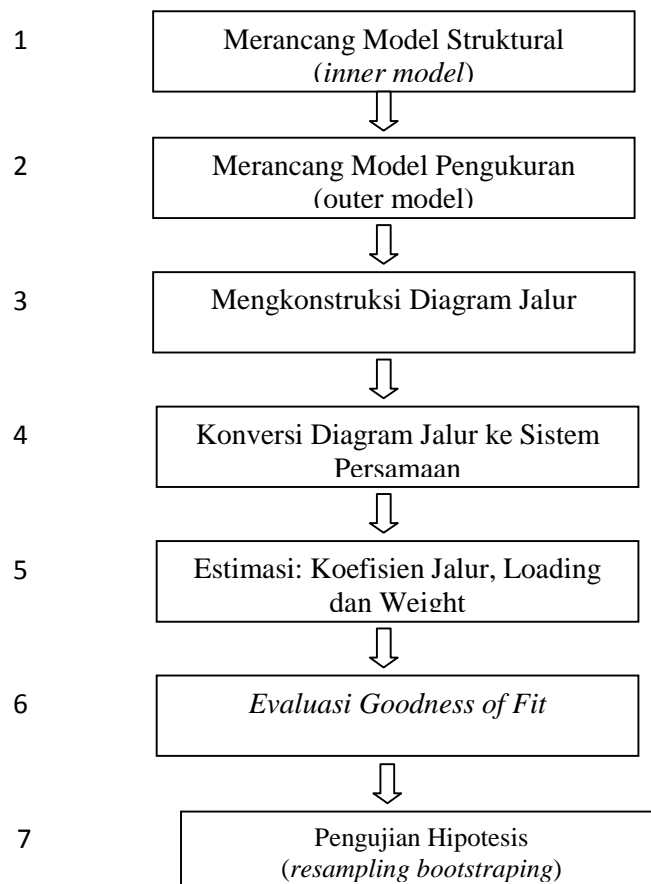 1
Merancang Model Struktural
(inner model)
2
Merancang Model Pengukuran
(outer model)
3
Mengkonstruksi Diagram Jalur
4
Konversi Diagram Jalur ke Sistem
Persamaan
5
Estimasi: Koefisien Jalur, Loading
dan Weight
6
Evaluasi Goodness of Fit
7
Pengujian Hipotesis
(resampling bootstraping)